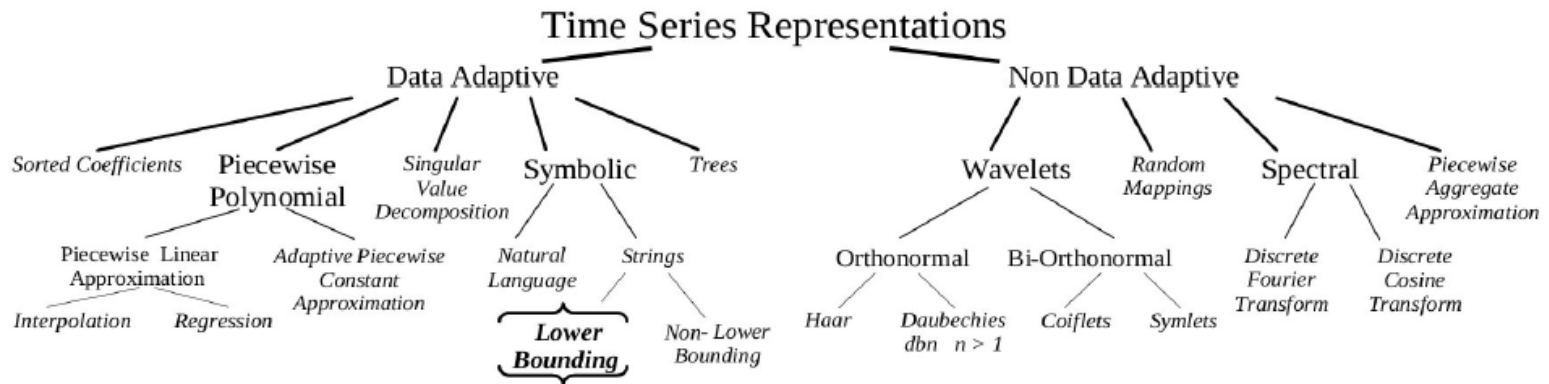 Time Series Representations
Data Adaptive
Non Data Adaptive
Sorted Coefficients
Piecewise
Polynomial
Singular
Value
Decomposition
Symbolic
Trees
Wavelets
Random
Mappings
Spectral
Piecewise
Aggregate
Approximation
Piecewise Linear
Approximation
Adaptive Piecewise
Constant
Approximation
Natural
Language
Strings
Orthonormal
Bi-Orthonormal
Discrete
Fourier
Transform
Discrete
Cosine
Transform
Interpolation
Regression
Lower
Bounding
Non- Lower
Bounding
Haar
Daubechies
dbn n > 1
Coiflets
Symlets